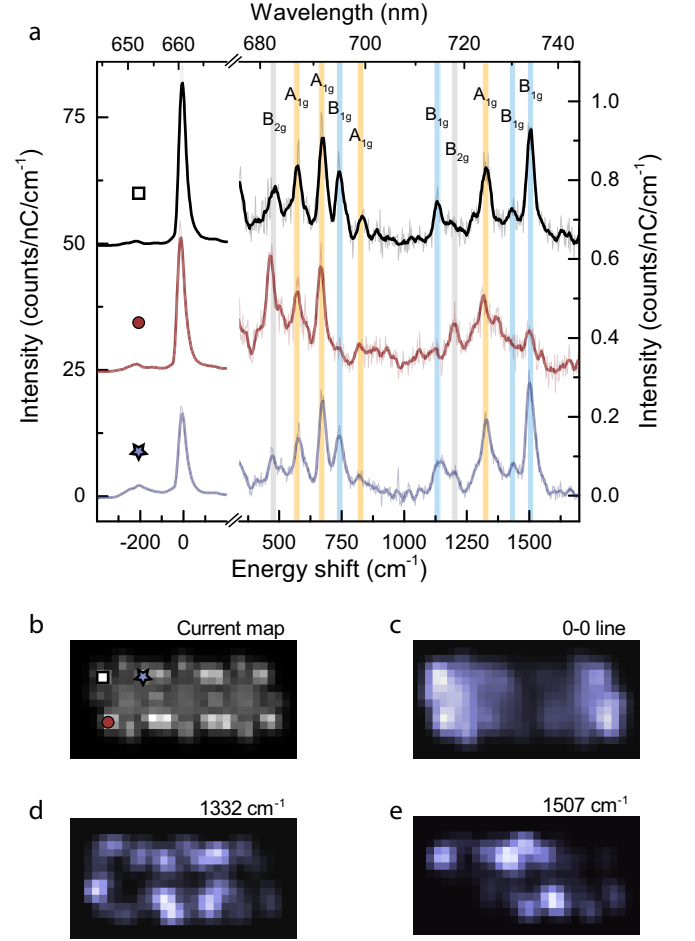 Wavelength (nm)
a
650 660 680 700 720 740
B2g A1g A1g B1g A1g B1g B2g A1g B1g B1g
Intensity (counts/nC/cm⁻¹)
75
50
25
0
1.0
0.8
0.6
0.4
0.2
0.0
Intensity (counts/nC/cm⁻¹)
-200 0 500 750 1000 1250 1500
Energy shift (cm⁻¹)
b Current map
c 0-0 line
d 1332 cm⁻¹
e 1507 cm⁻¹